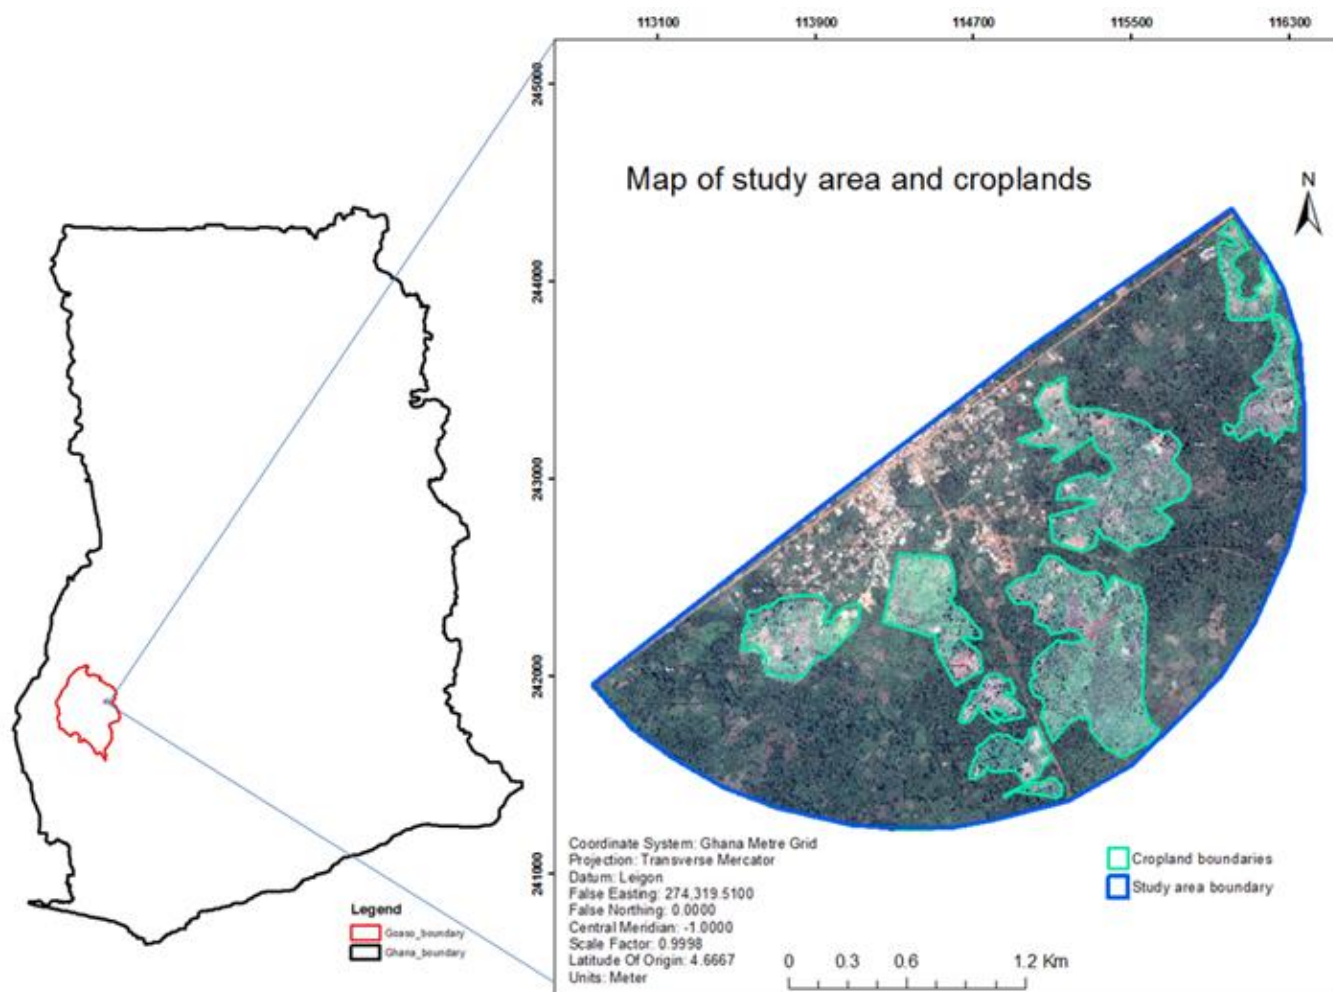 113100 113900 114700 115500 116300
245000
244000
243000
242000
241000
Map of study area and croplands
N
Coordinate System: Ghana Metre Grid
Projection: Transverse Mercator
Datum: Leigon
False Easting: 274,319.5100
False Northing: 0.0000
Central Meridian: -1.0000
Scale Factor: 0.9998
Latitude Of Origin: 4.6667
Units: Meter
Cropland boundaries
Study area boundary
0 0.3 0.6 1.2 Km
Legend
Goaso_boundary
Ghana_boundary